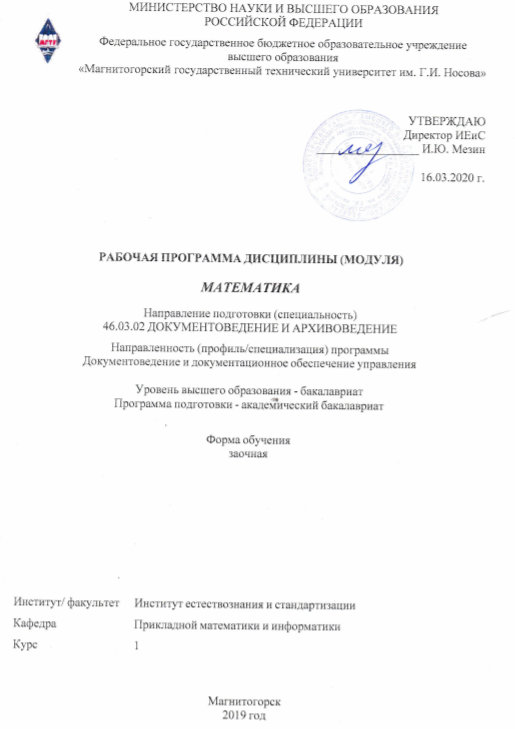 МИНИСТЕРСТВО НАУКИ И ВЫСШЕГО ОБРАЗОВАНИЯ
РОССИЙСКОЙ ФЕДЕРАЦИИ
Федеральное государственное бюджетное образовательное учреждение
высшего образования
«Магнитогорский государственный технический университет им. Г.И. Носова»
УТВЕРЖДАЮ
Директор ИЕиС
И.Ю. Мезин
16.03.2020 г.
РАБОЧАЯ ПРОГРАММА ДИСЦИПЛИНЫ (МОДУЛЯ)
МАТЕМАТИКА
Направление подготовки (специальность)
46.03.02 ДОКУМЕНТОВЕДЕНИЕ И АРХИВОВЕДЕНИЕ
Направленность (профиль/специализация) программы
Документоведение и документационное обеспечение управления
Уровень высшего образования - бакалавриат
Программа подготовки - академический бакалавриат
Форма обучения
заочная
Институт/ факультет Институт естествознания и стандартизации
Кафедра Прикладной математики и информатики
Курс 1
Магнитогорск
2019 год